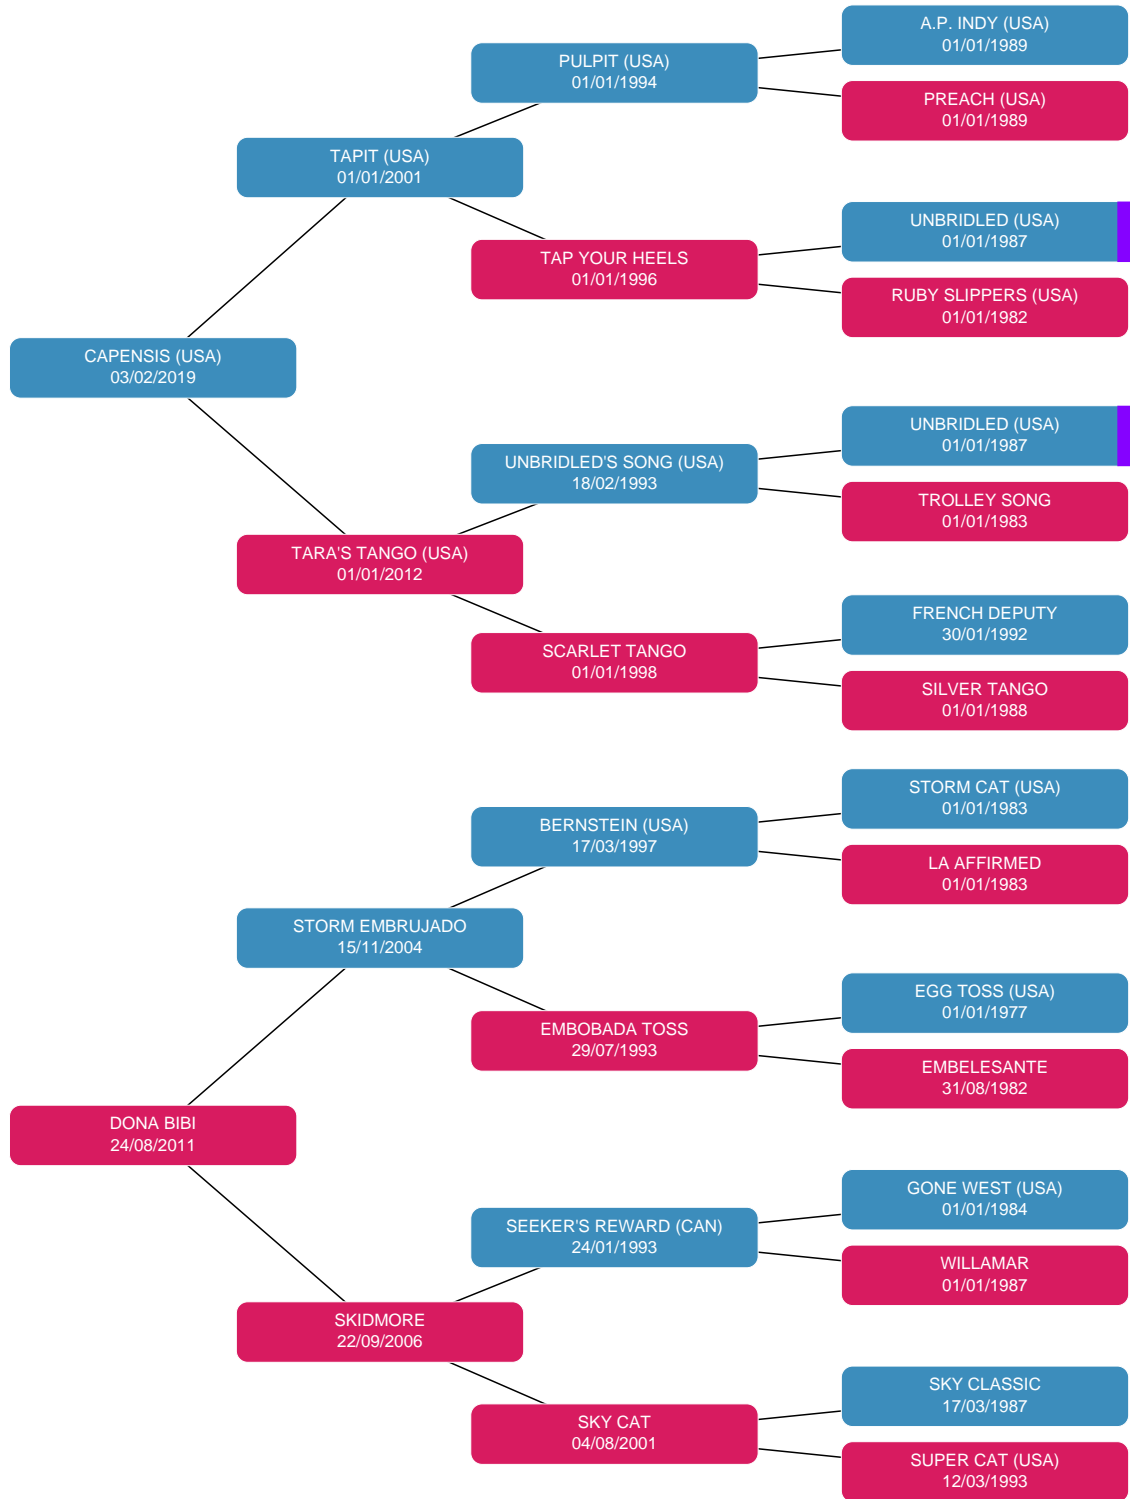 A.P. INDY (USA)
01/01/1989
PULPIT (USA)
01/01/1994
PREACH (USA)
01/01/1989
TAPIT (USA)
01/01/2001
UNBRIDLED (USA)
01/01/1987
TAP YOUR HEELS
01/01/1996
RUBY SLIPPERS (USA)
01/01/1982
CAPENSIS (USA)
03/02/2019
UNBRIDLED (USA)
01/01/1987
UNBRIDLED'S SONG (USA)
18/02/1993
TROLLEY SONG
01/01/1983
TARA'S TANGO (USA)
01/01/2012
FRENCH DEPUTY
30/01/1992
SCARLET TANGO
01/01/1998
SILVER TANGO
01/01/1988
STORM CAT (USA)
01/01/1983
BERNSTEIN (USA)
17/03/1997
LA AFFIRMED
01/01/1983
STORM EMBRUJADO
15/11/2004
EGG TOSS (USA)
01/01/1977
EMBOBADA TOSS
29/07/1993
EMBELESANTE
31/08/1982
DONA BIBI
24/08/2011
GONE WEST (USA)
01/01/1984
SEEKER'S REWARD (CAN)
24/01/1993
WILLAMAR
01/01/1987
SKIDMORE
22/09/2006
SKY CLASSIC
17/03/1987
SKY CAT
04/08/2001
SUPER CAT (USA)
12/03/1993